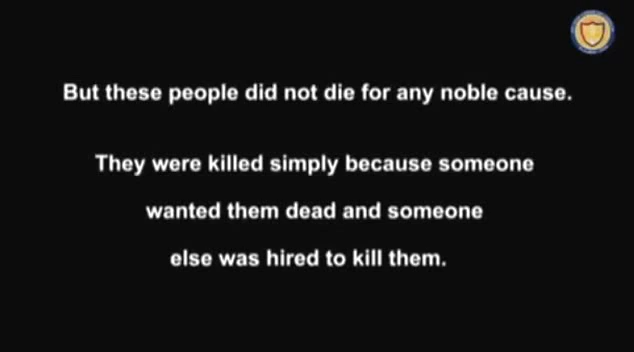 But these people did not die for any noble cause.
They were killed simply because someone
wanted them dead and someone
else was hired to kill them.